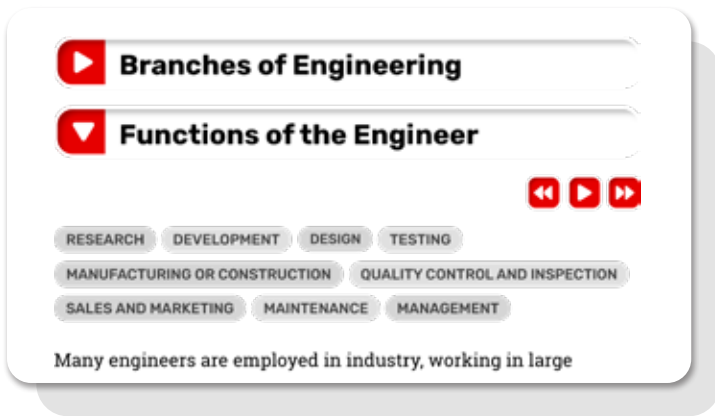 Branches of Engineering
Functions of the Engineer
RESEARCH DEVELOPMENT DESIGN TESTING
MANUFACTURING OR CONSTRUCTION QUALITY CONTROL AND INSPECTION
SALES AND MARKETING MAINTENANCE MANAGEMENT
Many engineers are employed in industry, working in large